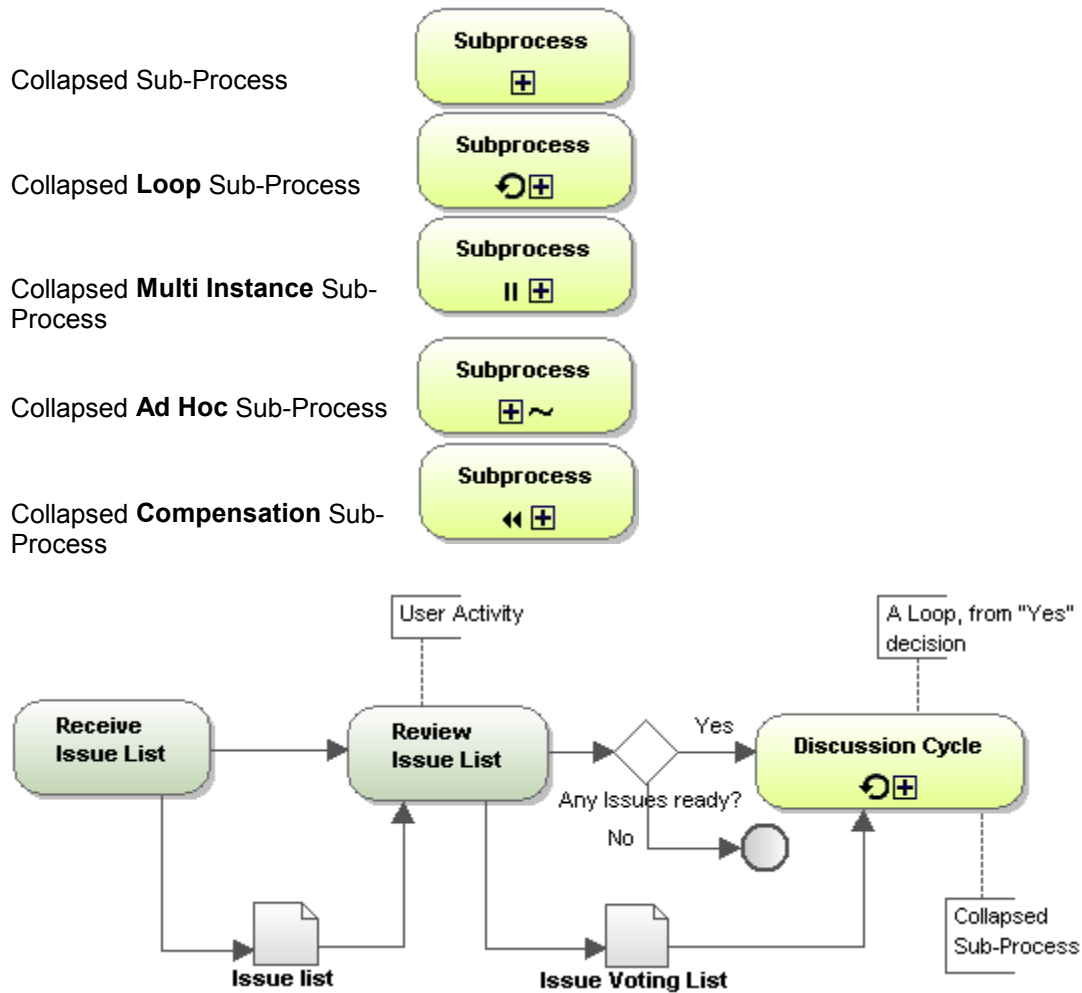 Subprocess
Collapsed Sub-Process
Subprocess
Collapsed Loop Sub-Process
Subprocess
Collapsed Multi Instance Sub-
Process
Subprocess
Collapsed Ad Hoc Sub-Process
Subprocess
Collapsed Compensation Sub-
Process
User Activity
A Loop, from "Yes"
decision
Receive
Issue List
Review
Issue List
Yes
Discussion Cycle
Any Issues ready?
No
Collapsed
Sub-Process
Issue list
Issue Voting List